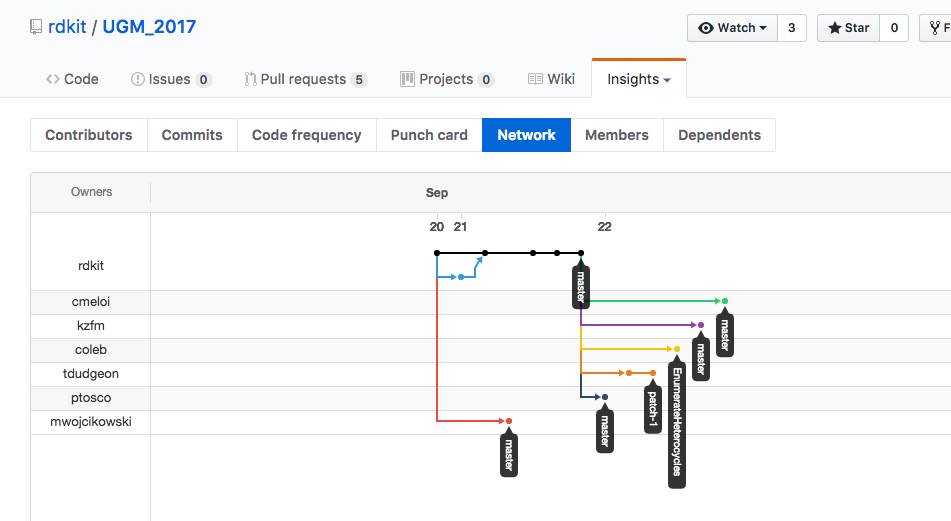 rdkit / UGM_2017
Watch 3 Star 0 F
Code Issues 0 Pull requests 5 Projects 0 Wiki Insights
Contributors Commits Code frequency Punch card Network Members Dependents
Owners Sep
20 21 22
rdkit
master
cmeloi
master
kzfm
master
coleb
EnumerateHeterocycles
tdudgeon
patch-1
ptosco
master
mwojcikowski
master